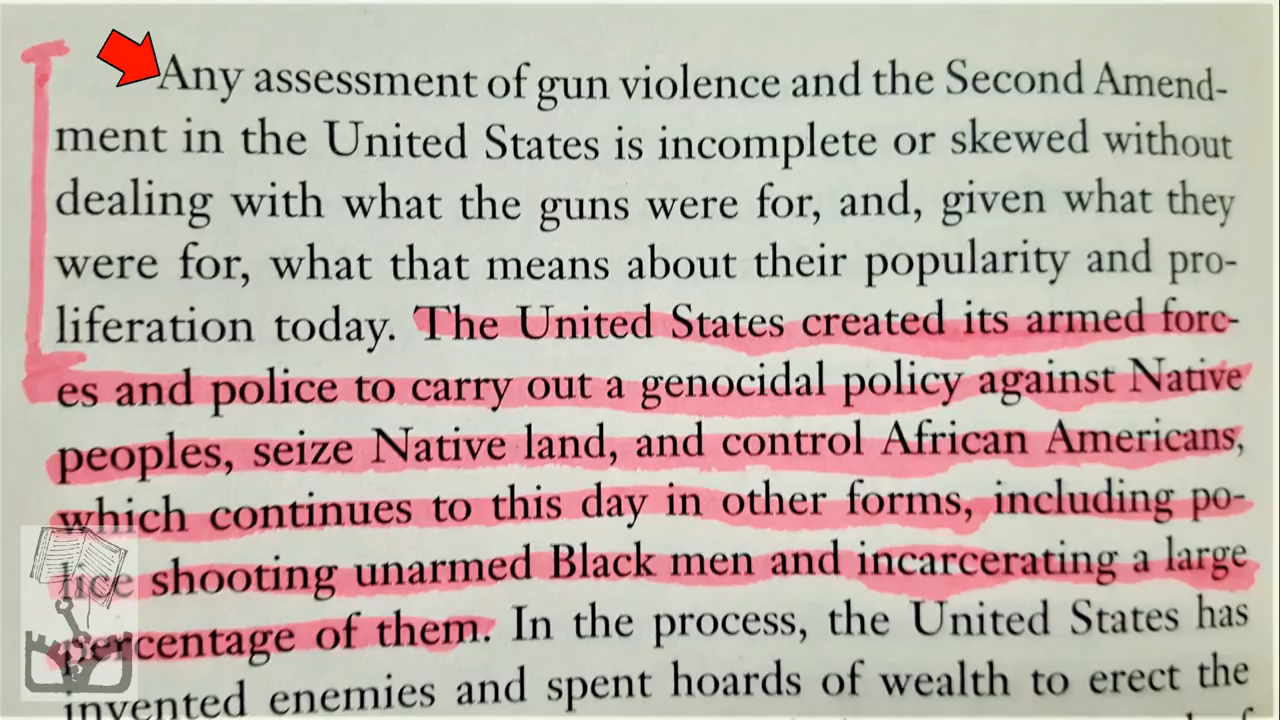 Any assessment of gun violence and the Second Amend-
ment in the United States is incomplete or skewed without
dealing with what the guns were for, and, given what they
were for, what that means about their popularity and pro-
liferation today. The United States created its armed forc-
es and police to carry out a genocidal policy against Native
peoples, seize Native land, and control African Americans,
which continues to this day in other forms, including po-
lice shooting unarmed Black men and incarcerating a large
percentage of them. In the process, the United States has
invented enemies and spent hoards of wealth to erect the
of